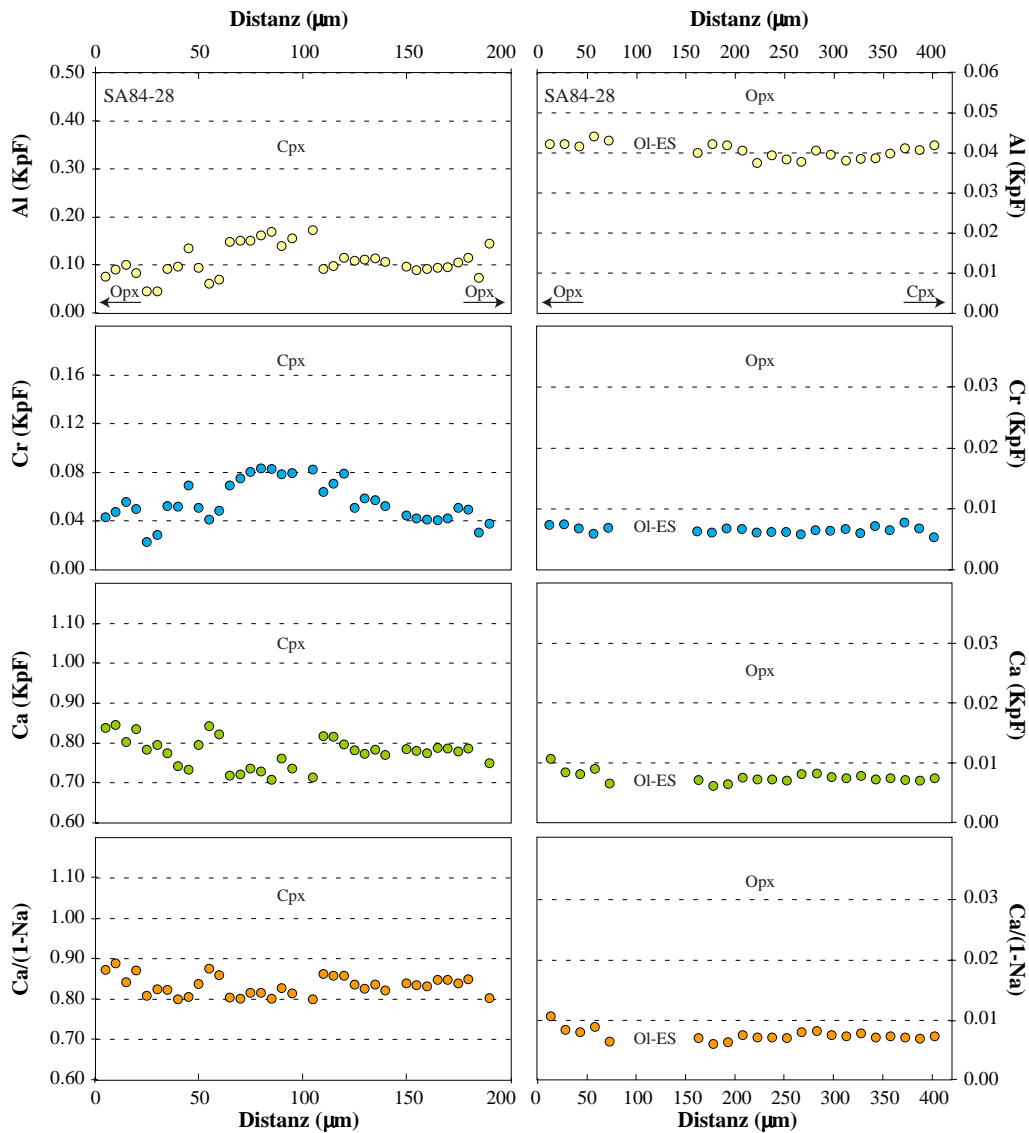 Distanz (µm) Distanz (µm)
0 50 100 150 200 0 50 100 150 200 250 300 350 400
SA84-28
Cpx
Al (KpF)
0.50
0.40
0.30
0.20
0.10
0.00
Opx Opx
SA84-28
Opx
Ol-ES
Al (KpF)
0.06
0.05
0.04
0.03
0.02
0.01
0.00
Opx Cpx
Cpx
Cr (KpF)
0.16
0.12
0.08
0.04
0.00
Opx
Ol-ES
Cr (KpF)
0.03
0.02
0.01
0.00
Cpx
Ca (KpF)
1.10
1.00
0.90
0.80
0.70
0.60
Opx
Ol-ES
Ca (KpF)
0.03
0.02
0.01
0.00
Cpx
Ca/(1-Na)
1.10
1.00
0.90
0.80
0.60
Opx
Ol-ES
Ca/(1-Na)
0.03
0.02
0.01
0.00
0 50 100 150 200 0 50 100 150 200 250 300 350 400
Distanz (µm) Distanz (µm)